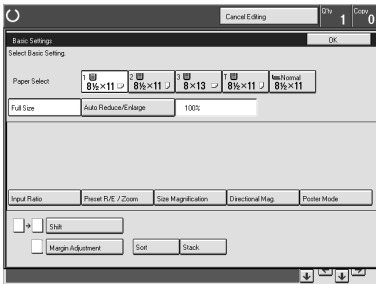 Cancel Editing
Q'ty 1
Copy 0
Basic Settings
OK
Select Basic Setting.
Paper Select
1 8½×11
2 8½×11
3 8×13
T 8½×11
Normal 8½×11
Full Size
Auto Reduce/Enlarge
100%
Input Ratio
Preset R/E / Zoom
Size Magnification
Directional Mag.
Poster Mode
Shift
Margin Adjustment
Sort
Stack